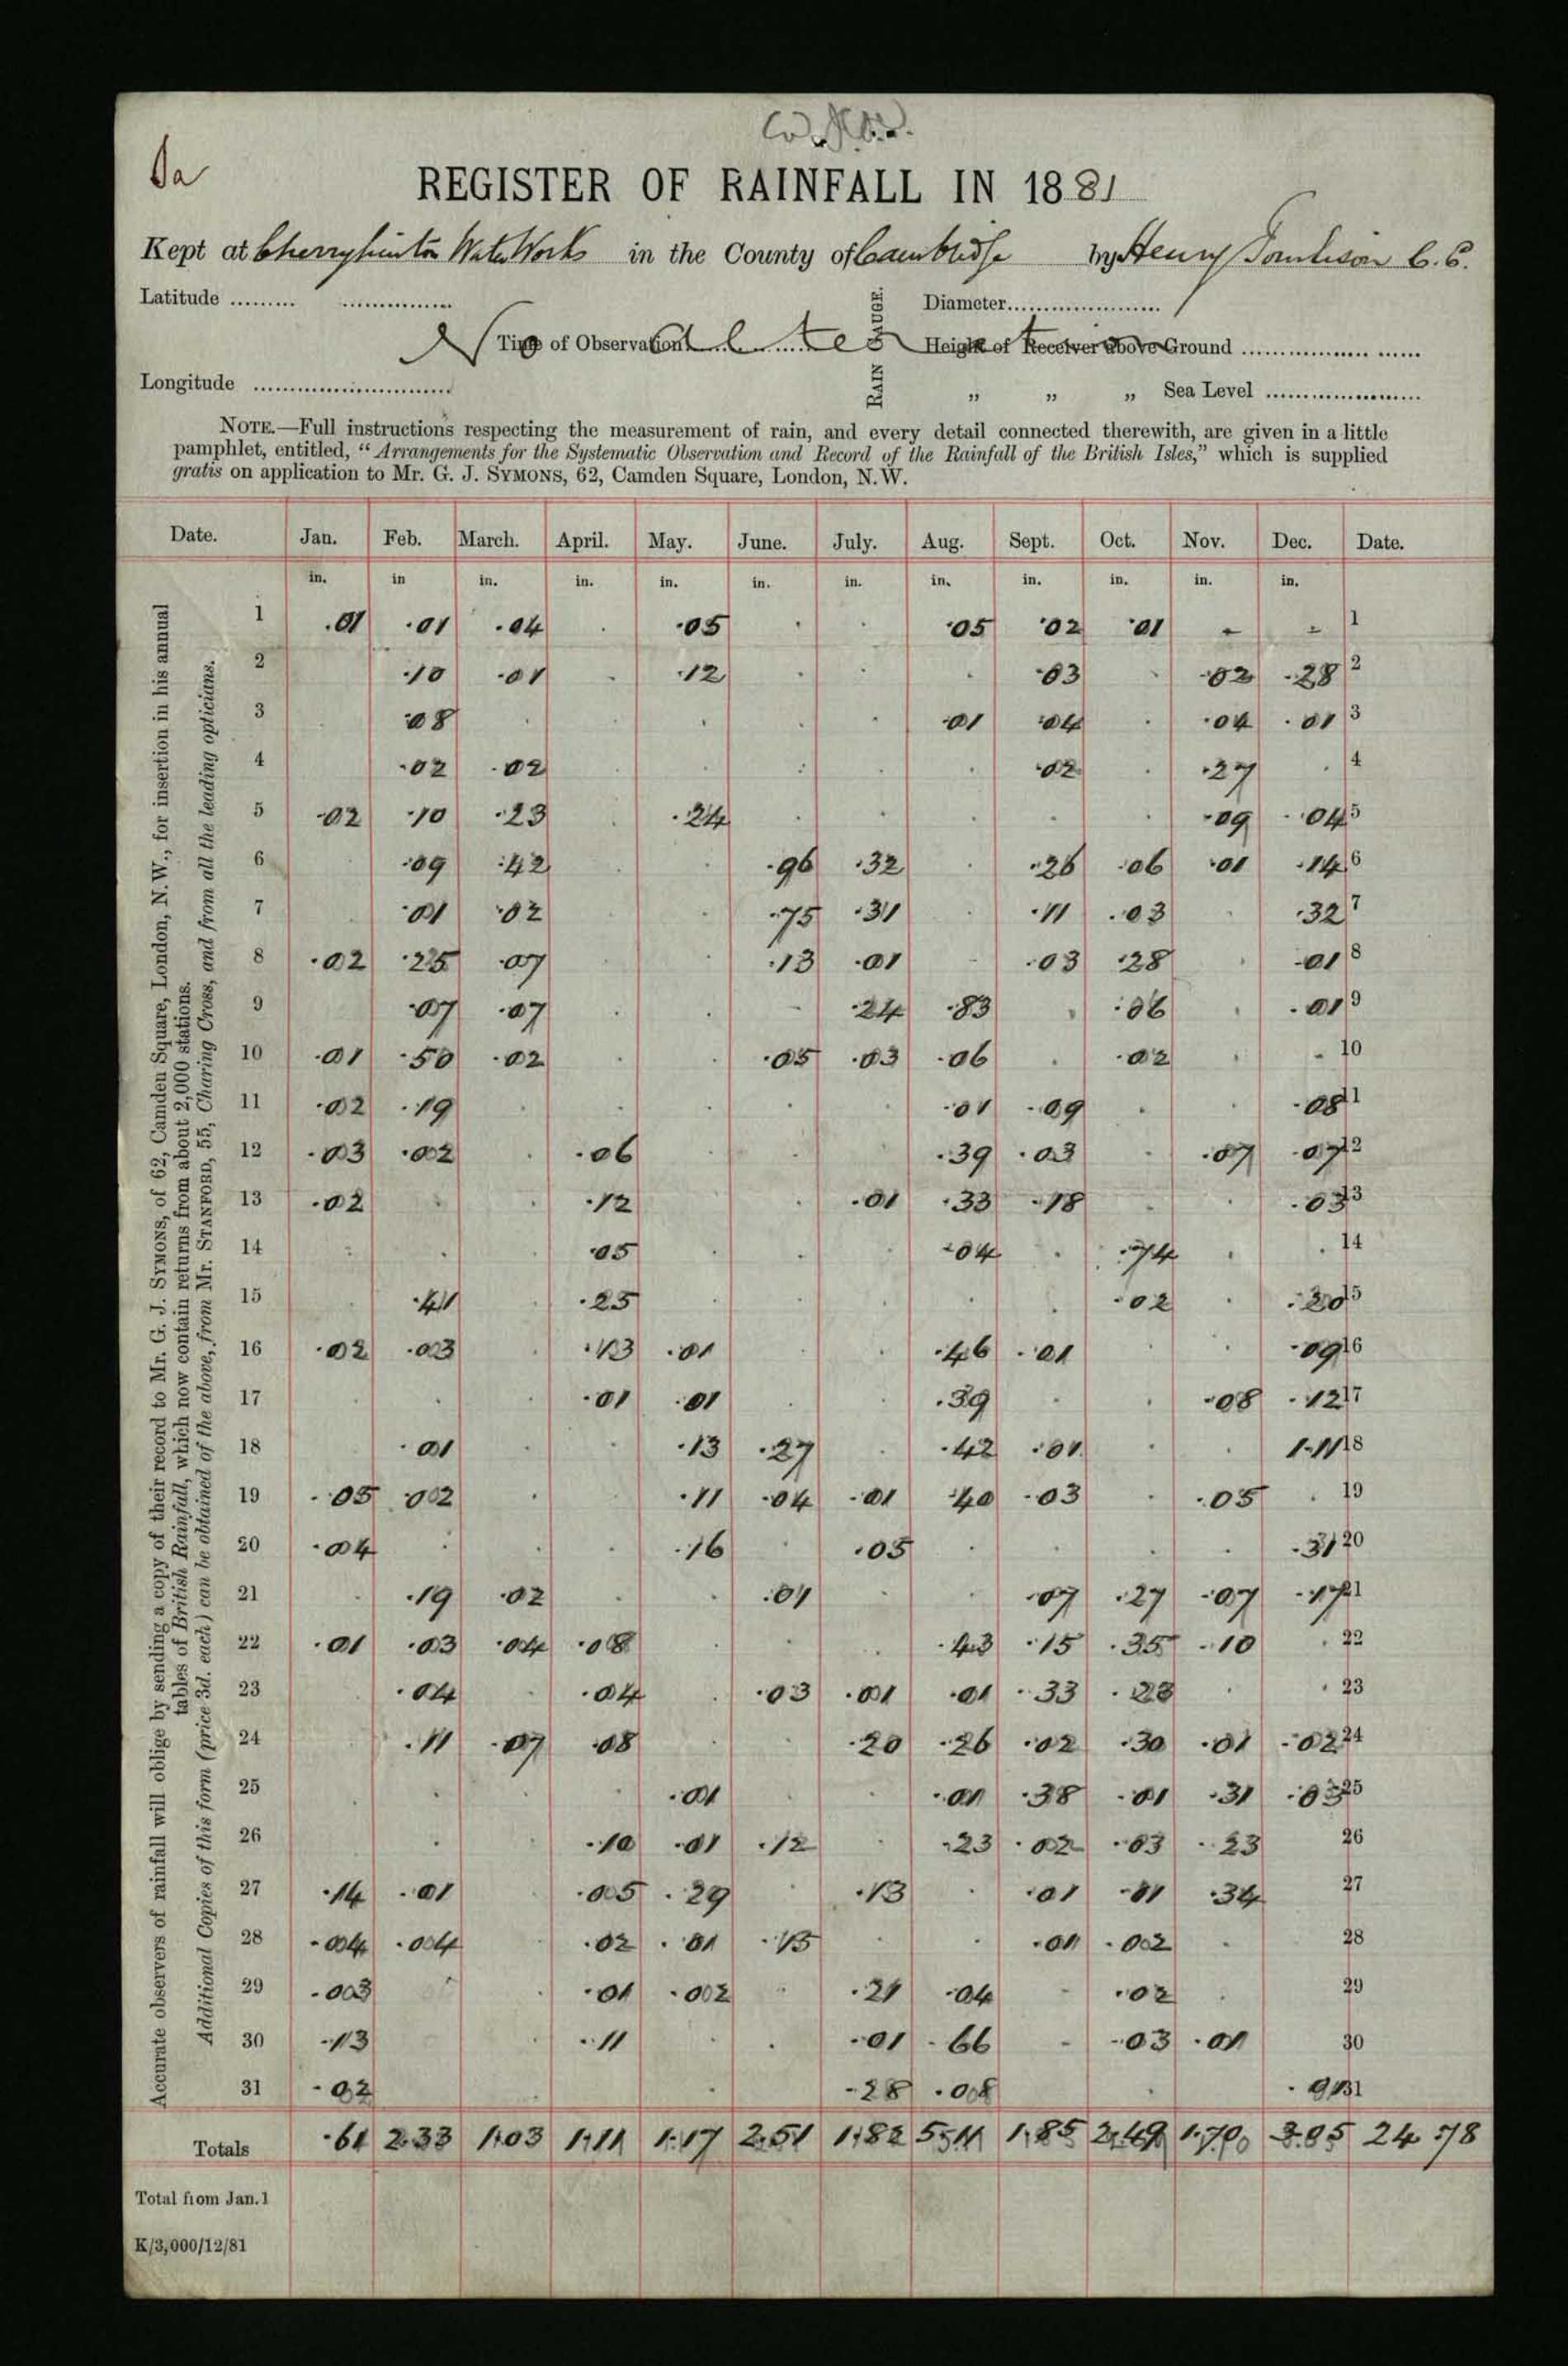 Da
REGISTER OF RAINFALL IN 1881
Kept at Cherryhinton Water Works in the County of Cambridge by Henry Tomlison C.E.
Latitude ......... ................
Diameter.......................
No alteration
Time of Observation
RAIN GAUGE.
Height of Receiver above Ground ........................
Longitude ............................
„ „ „ Sea Level ......................
NOTE.—Full instructions respecting the measurement of rain, and every detail connected therewith, are given in a little
pamphlet, entitled, “Arrangements for the Systematic Observation and Record of the Rainfall of the British Isles,” which is supplied
gratis on application to Mr. G. J. SYMONS, 62, Camden Square, London, N.W.
Accurate observers of rainfall will oblige by sending a copy of their record to Mr. G. J. SYMONS, of 62, Camden Square, London, N.W., for insertion in his annual
tables of British Rainfall, which now contain returns from about 2,000 stations.
Additional Copies of this form (price 3d. each) can be obtained of the above, from Mr. STANFORD, 55, Charing Cross, and from all the leading opticians.
Date. Jan. Feb. March. April. May. June. July. Aug. Sept. Oct. Nov. Dec. Date.
in. in in. in. in. in. in. in. in. in. in. in.
1 .01 .01 .04 . .05 . . .05 .02 .01 - - 1
2 .10 .01 . .12 . . . .03 . .02 .28 2
3 .08 . . . . . .01 .04 . .04 .01 3
4 .02 .02 . . . . . .02 . .27 . 4
5 .02 .10 .23 . .24 . . . . . .09 .04 5
6 .09 .42 . . .96 .32 . .26 .06 .01 .14 6
7 .01 .02 . . .75 .31 . .11 .03 . .32 7
8 .02 .25 .07 . . .13 .01 - .03 .28 . .01 8
9 .07 .07 . . - .24 .83 . .06 . .01 9
10 .01 .50 .02 . . .05 .03 .06 . .02 . - 10
11 .02 .19 . . . . . .01 .09 . . .08 11
12 .003 .002 . .06 . . . .39 .03 . .07 .07 12
13 .02 . . .12 . . .01 .33 .18 . . .03 13
14 . . . .05 . . . .04 . .74 . . 14
15 . .41 . .25 . . . . . .02 . .20 15
16 .02 .003 . .13 .01 . . .46 .01 . . .09 16
17 . . . .01 .01 . . .39 . . .08 .12 17
18 .01 . . .13 .27 . .42 .01 . . 1.11 18
19 .05 .002 . . .11 .04 .01 .40 .03 . .05 . 19
20 .004 . . . .16 . .05 . . . . .31 20
21 . .19 .02 . . .01 . . .07 .27 .07 .17 21
22 .01 .03 .04 .08 . . . .43 .15 .35 .10 . 22
23 .04 . .04 . .03 .001 .01 .33 .23 . . 23
24 .11 .07 .08 . . .20 .26 .02 .30 .01 .02 24
25 . . . . .01 . . .01 .38 .01 .31 .03 25
26 . . .10 .01 .12 . .23 .02 .03 .23 26
27 .14 .01 .005 .29 . .13 . .01 .01 .34 27
28 .004 .004 . .02 .01 .15 . . .01 .002 . 28
29 .003 . .01 .002 . .21 .04 - .02 . 29
30 .13 . .11 . . .01 .66 - .03 .01 30
31 .02 . .28 .008 . .01 31
Totals .61 2.33 1.03 1.11 1.17 2.51 1.82 5.11 1.85 2.49 1.70 3.05 24.78
Total from Jan.1
K/3,000/12/81